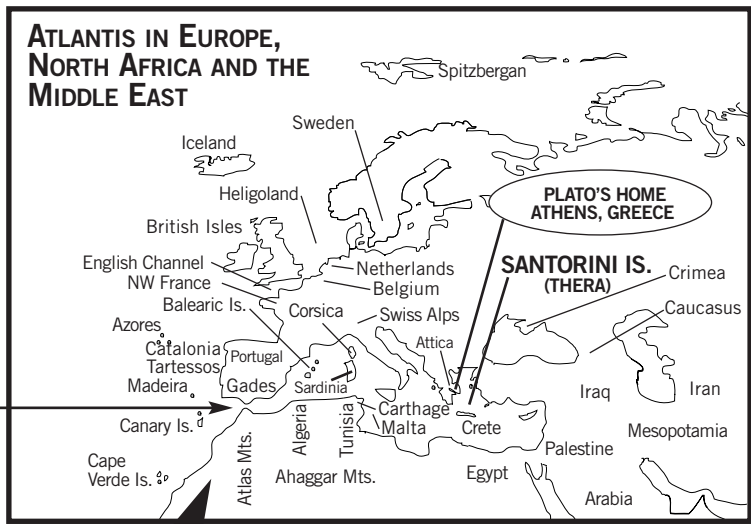 ATLANTIS IN EUROPE,
NORTH AFRICA AND THE
MIDDLE EAST
Spitzbergan
Sweden
Iceland
Heligoland
PLATO'S HOME
ATHENS, GREECE
British Isles
English Channel
Netherlands
SANTORINI IS.
(THERA)
Crimea
NW France
Belgium
Balearic Is.
Corsica
Swiss Alps
Caucasus
Azores
Catalonia
Portugal
Attica
Tartessos
Madeira
Gades
Sardinia
Iraq
Iran
Canary Is.
Algeria
Tunisia
Carthage
Malta
Crete
Mesopotamia
Palestine
Cape
Verde Is.
Atlas Mts.
Ahaggar Mts.
Egypt
Arabia